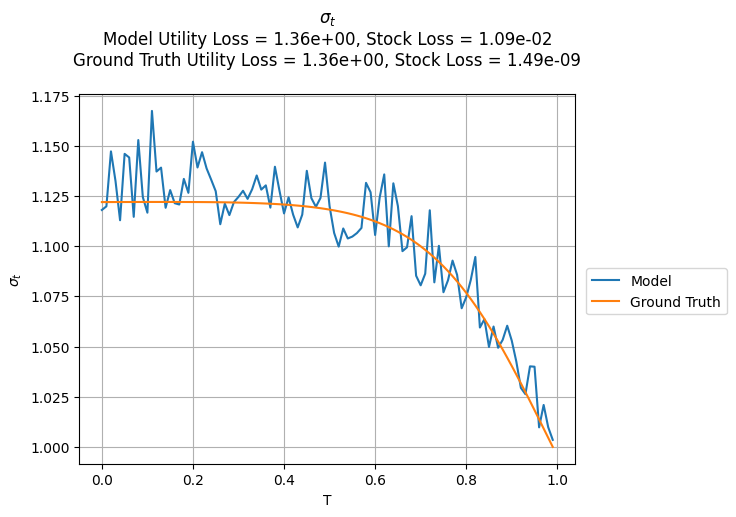 σt
Model Utility Loss = 1.36e+00, Stock Loss = 1.09e-02
Ground Truth Utility Loss = 1.36e+00, Stock Loss = 1.49e-09
1.175
1.150
1.125
1.100
1.075
1.050
1.025
1.000
σt
0.0 0.2 0.4 0.6 0.8 1.0
T
Model
Ground Truth